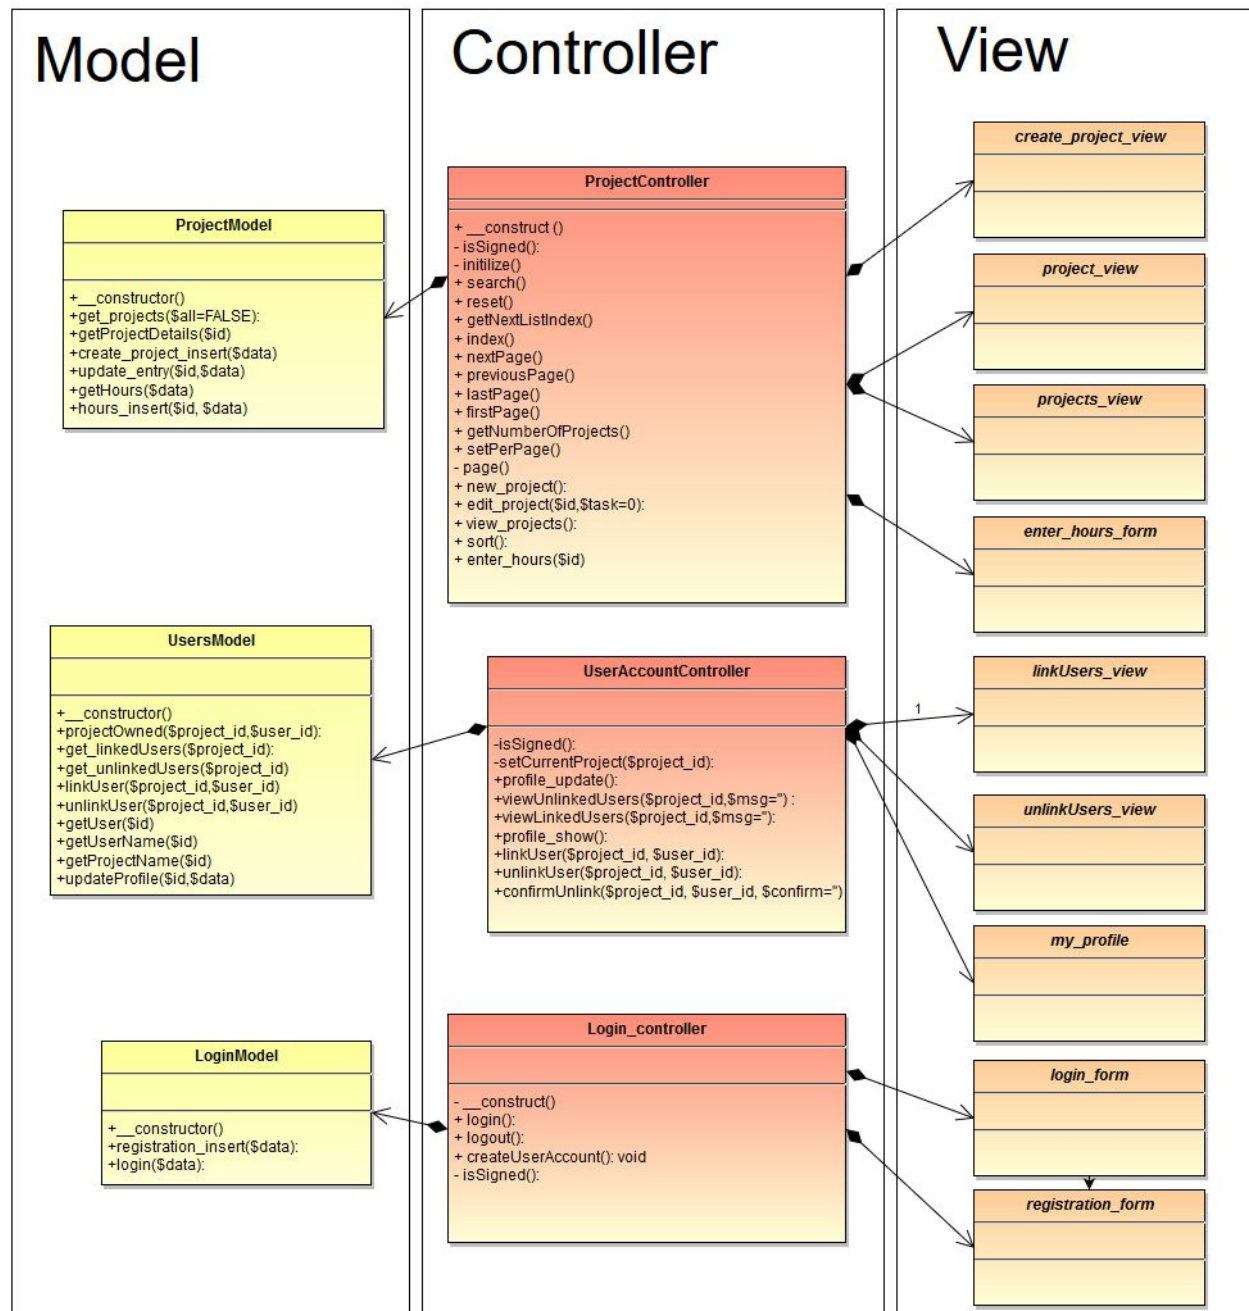 Model
ProjectModel
+__constructor()
+get_projects($all=FALSE):
+getProjectDetails($id)
+create_project_insert($data)
+update_entry($id,$data)
+getHours($data)
+hours_insert($id, $data)
UsersModel
+__constructor()
+projectOwned($project_id,$user_id):
+get_linkedUsers($project_id):
+get_unlinkedUsers($project_id)
+linkUser($project_id,$user_id)
+unlinkUser($project_id,$user_id)
+getUser($id)
+getUserName($id)
+getProjectName($id)
+updateProfile($id,$data)
LoginModel
+__constructor()
+registration_insert($data):
+login($data):
Controller
ProjectController
+ __construct ()
- isSigned():
- initilize()
+ search()
+ reset()
+ getNextListIndex()
+ index()
+ nextPage()
+ previousPage()
+ lastPage()
+ firstPage()
+ getNumberOfProjects()
+ setPerPage()
- page()
+ new_project():
+ edit_project($id,$task=0):
+ view_projects():
+ sort():
+ enter_hours($id)
UserAccountController
-isSigned():
-setCurrentProject($project_id):
+profile_update():
+viewUnlinkedUsers($project_id,$msg='') :
+viewLinkedUsers($project_id,$msg=''):
+profile_show():
+linkUser($project_id, $user_id):
+unlinkUser($project_id, $user_id):
+confirmUnlink($project_id, $user_id, $confirm='')
Login_controller
- __construct()
+ login():
+ logout():
+ createUserAccount(): void
- isSigned():
View
create_project_view
project_view
projects_view
enter_hours_form
1
linkUsers_view
unlinkUsers_view
my_profile
login_form
registration_form